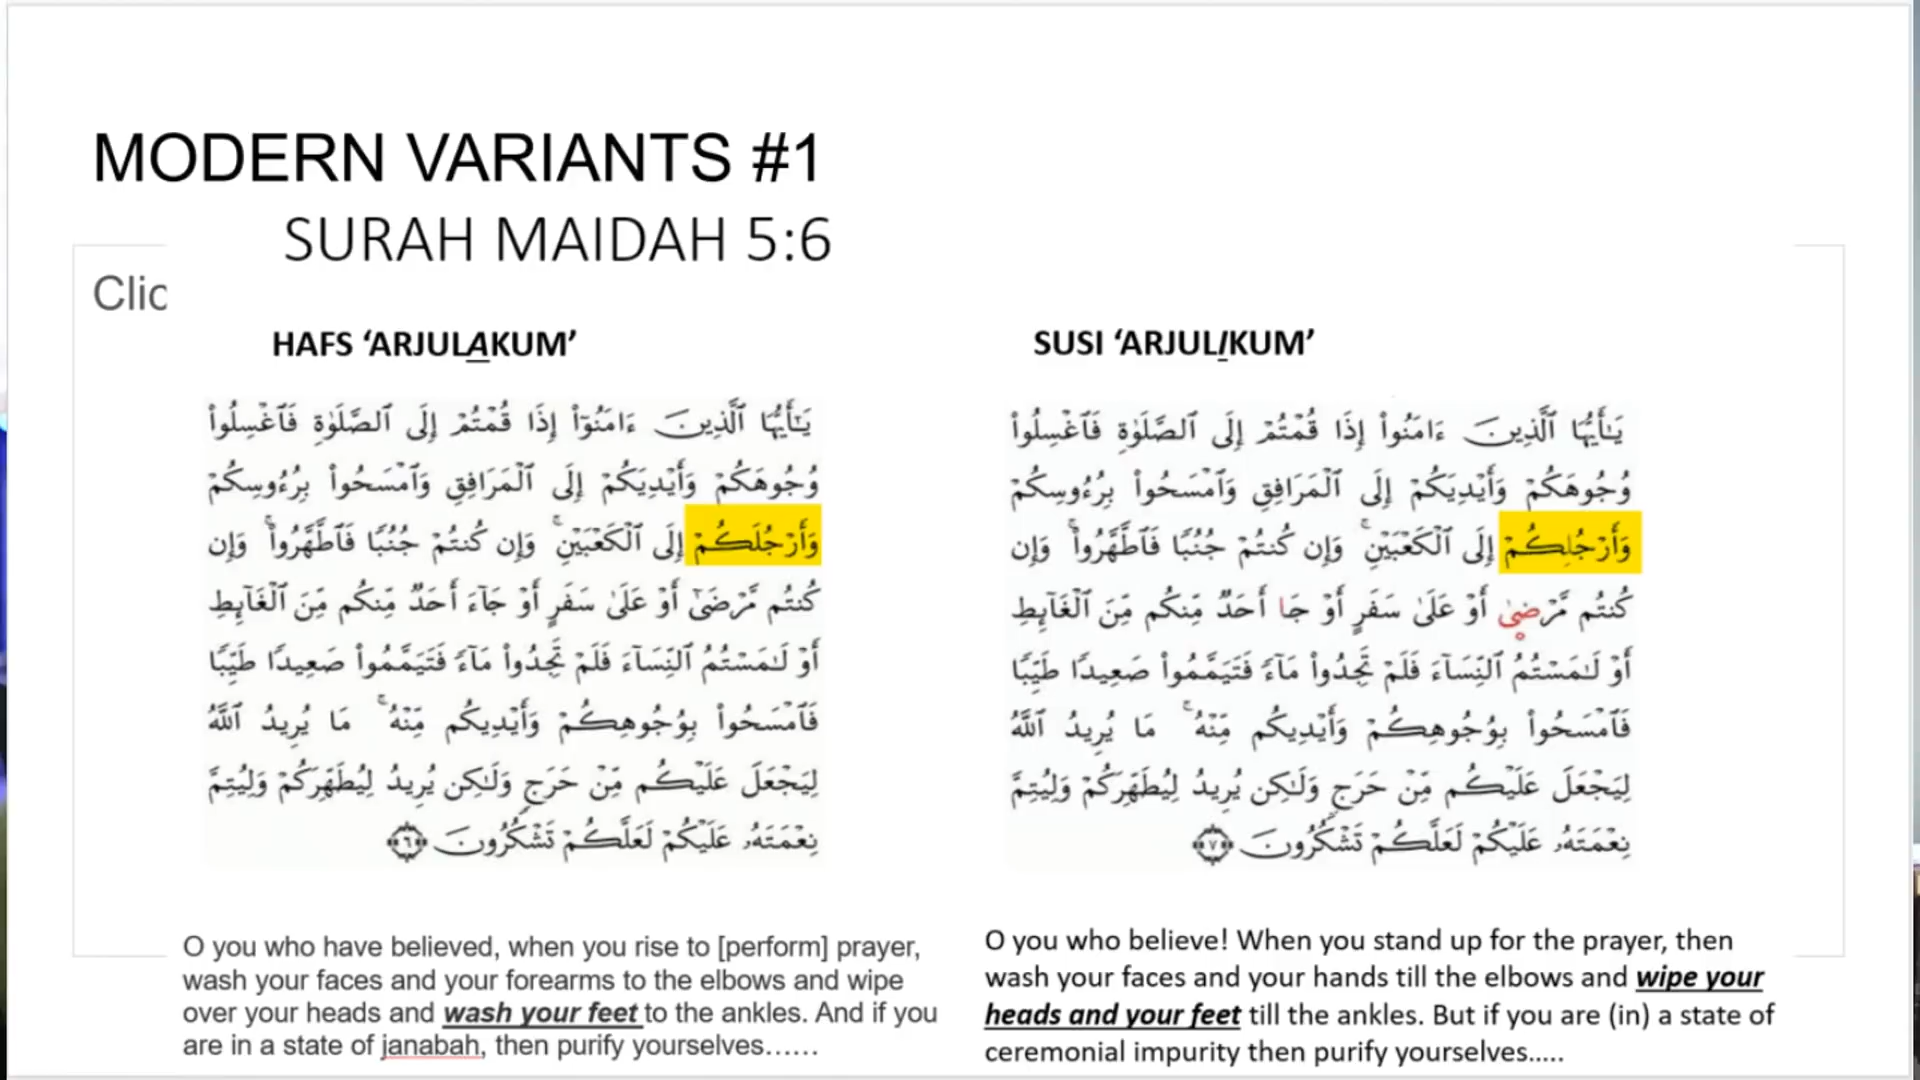 MODERN VARIANTS #1
SURAH MAIDAH 5:6
Clic
HAFS ‘ARJULAKUM’
يَـٰٓأَيُّهَا ٱلَّذِينَ ءَامَنُوٓا۟ إِذَا قُمْتُمْ إِلَى ٱلصَّلَوٰةِ فَٱغْسِلُوا۟
وُجُوهَكُمْ وَأَيْدِيَكُمْ إِلَى ٱلْمَرَافِقِ وَٱمْسَحُوا۟ بِرُءُوسِكُمْ
وَأَرْجُلَكُمْ إِلَى ٱلْكَعْبَيْنِ ۚ وَإِن كُنتُمْ جُنُبًا فَٱطَّهَّرُوا۟ ۚ وَإِن
كُنتُم مَّرْضَىٰٓ أَوْ عَلَىٰ سَفَرٍ أَوْ جَآءَ أَحَدٌ مِّنكُم مِّنَ ٱلْغَآئِطِ
أَوْ لَـٰمَسْتُمُ ٱلنِّسَآءَ فَلَمْ تَجِدُوا۟ مَآءً فَتَيَمَّمُوا۟ صَعِيدًا طَيِّبًا
فَٱمْسَحُوا۟ بِوُجُوهِكُمْ وَأَيْدِيكُم مِّنْهُ ۚ مَا يُرِيدُ ٱللَّهُ
لِيَجْعَلَ عَلَيْكُم مِّنْ حَرَجٍ وَلَـٰكِن يُرِيدُ لِيُطَهِّرَكُمْ وَلِيُتِمَّ
نِعْمَتَهُۥ عَلَيْكُمْ لَعَلَّكُمْ تَشْكُرُونَ ٦
O you who have believed, when you rise to [perform] prayer,
wash your faces and your forearms to the elbows and wipe
over your heads and wash your feet to the ankles. And if you
are in a state of janabah, then purify yourselves……
SUSI ‘ARJULIKUM’
يَـٰٓأَيُّهَا ٱلَّذِينَ ءَامَنُوا۟ إِذَا قُمْتُمْ إِلَى ٱلصَّلَوٰةِ فَٱغْسِلُوا۟
وُجُوهَكُمْ وَأَيْدِيَكُمْ إِلَى ٱلْمَرَافِقِ وَٱمْسَحُوا۟ بِرُءُوسِكُمْ
وَأَرْجُلِكُمْ إِلَى ٱلْكَعْبَيْنِ ۚ وَإِن كُنتُمْ جُنُبًا فَٱطَّهَّرُوا۟ ۚ وَإِن
كُنتُم مَّرْضىٰ أَوْ عَلَىٰ سَفَرٍ أَوْ جَا أَحَدٌ مِّنكُم مِّنَ ٱلْغَآئِطِ
أَوْ لَـٰمَسْتُمُ ٱلنِّسَآءَ فَلَمْ تَجِدُوا۟ مَآءً فَتَيَمَّمُوا۟ صَعِيدًا طَيِّبًا
فَٱمْسَحُوا۟ بِوُجُوهِكُمْ وَأَيْدِيكُم مِّنْهُ ۚ مَا يُرِيدُ ٱللَّهُ
لِيَجْعَلَ عَلَيْكُم مِّنْ حَرَجٍ وَلَـٰكِن يُرِيدُ لِيُطَهِّرَكُمْ وَلِيُتِمَّ
نِعْمَتَهُۥ عَلَيْكُمْ لَعَلَّكُمْ تَشْكُرُونَ ٧
O you who believe! When you stand up for the prayer, then
wash your faces and your hands till the elbows and wipe your
heads and your feet till the ankles. But if you are (in) a state of
ceremonial impurity then purify yourselves.....